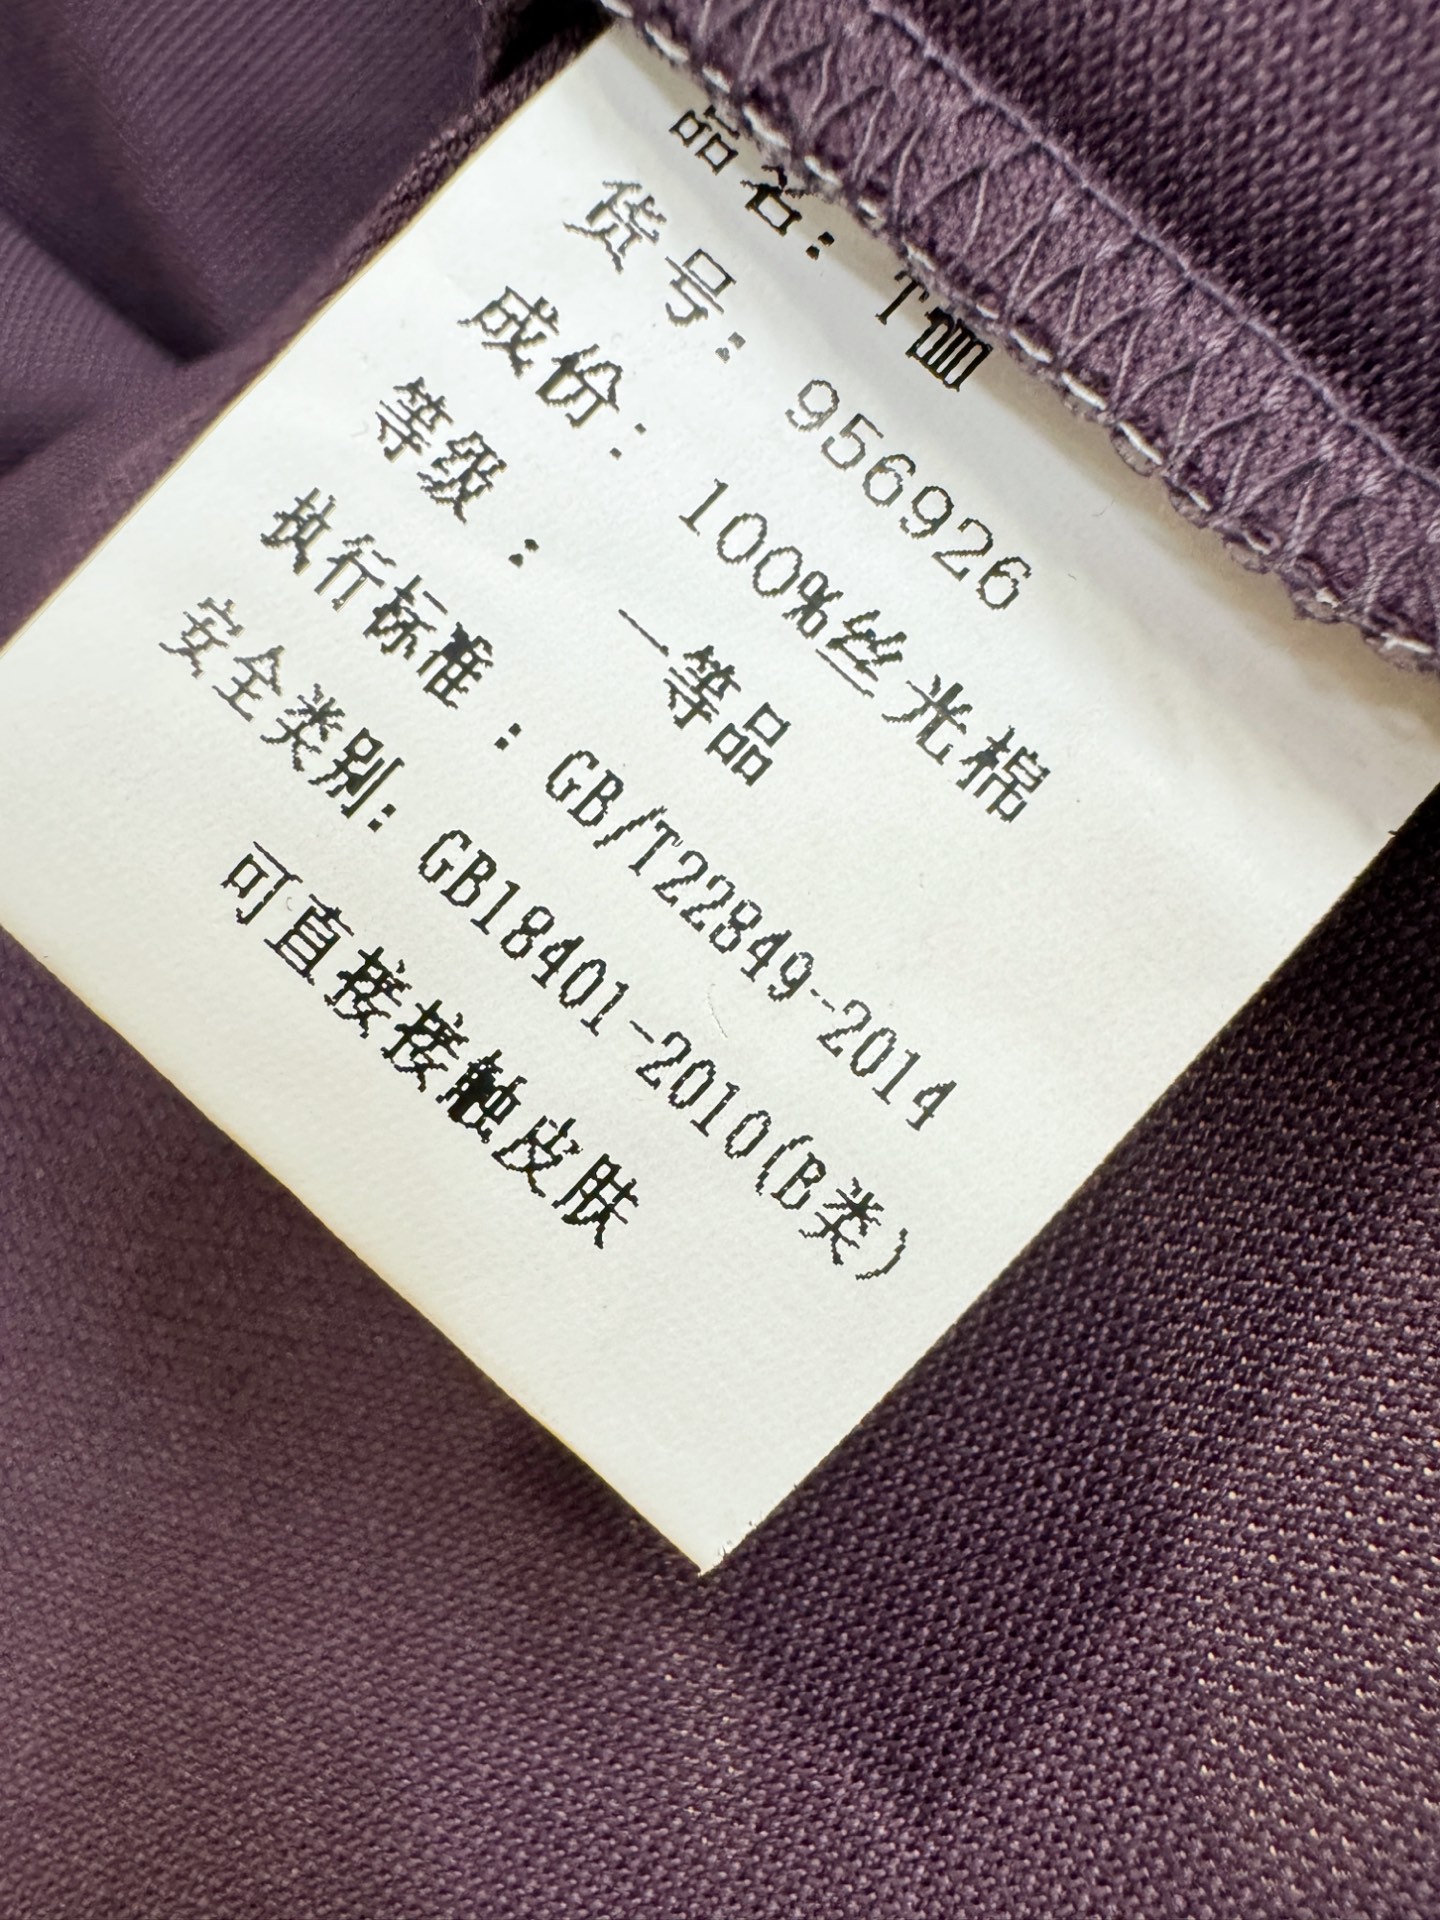 品名: T恤
货号: 956926
成份: 100%丝光棉
等级: 一等品
执行标准: GB/T22849-2014
安全类别: GB18401-2010(B类)
可直接接触皮肤